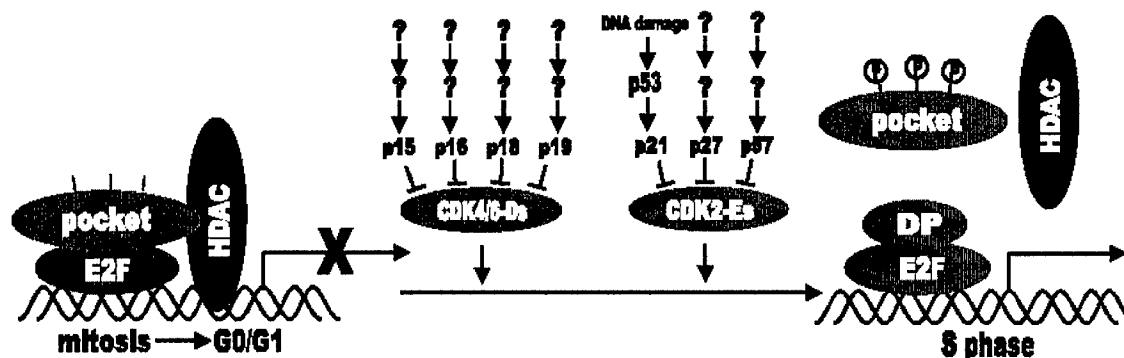 ? ? ? ? DNA damage ? ?
? ? ? ? p53 ? ?
p15 p16 p18 p19 p21 p27 p57
P P P
pocket HDAC
pocket HDAC CDK4/6-Ds CDK2-Es
DP
E2F X E2F
mitosis G0/G1 S phase